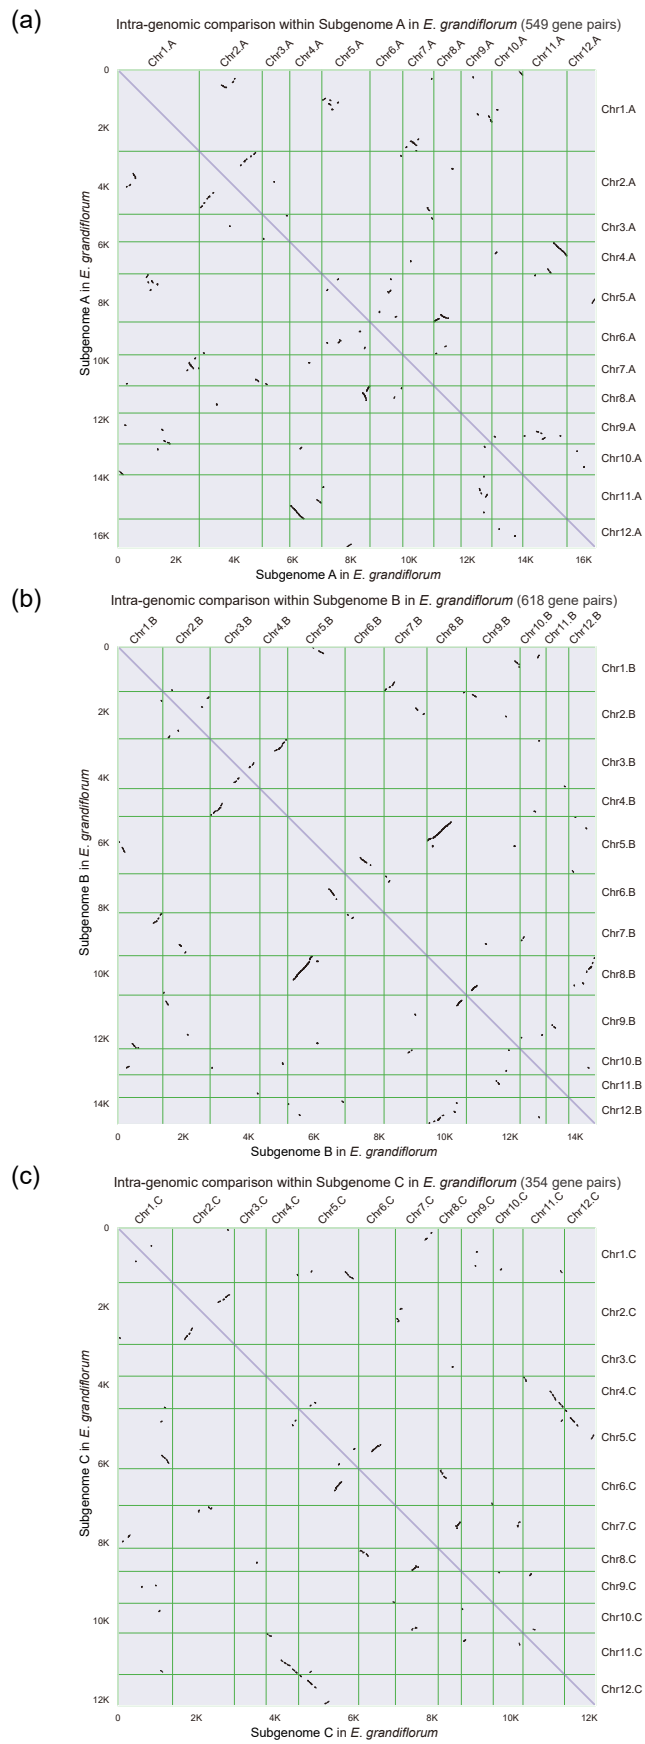 (a)
Intra-genomic comparison within Subgenome A in E. grandiflorum (549 gene pairs)
Chr1.A Chr2.A Chr3.A Chr4.A Chr5.A Chr6.A Chr7.A Chr8.A Chr9.A Chr10.A Chr11.A Chr12.A
0
Chr1.A
2K
Chr2.A
4K
Chr3.A
6K
Chr4.A
Chr5.A
8K
Chr6.A
10K
Chr7.A
Chr8.A
12K
Chr9.A
Chr10.A
14K
Chr11.A
16K
Chr12.A
Subgenome A in E. grandiflorum
0 2K 4K 6K 8K 10K 12K 14K 16K
Subgenome A in E. grandiflorum
(b)
Intra-genomic comparison within Subgenome B in E. grandiflorum (618 gene pairs)
Chr1.B Chr2.B Chr3.B Chr4.B Chr5.B Chr6.B Chr7.B Chr8.B Chr9.B Chr10.B Chr11.B Chr12.B
0
Chr1.B
2K
Chr2.B
Chr3.B
4K
Chr4.B
6K
Chr5.B
Chr6.B
8K
Chr7.B
10K
Chr8.B
Chr9.B
12K
Chr10.B
Chr11.B
14K
Chr12.B
Subgenome B in E. grandiflorum
0 2K 4K 6K 8K 10K 12K 14K
Subgenome B in E. grandiflorum
(c)
Intra-genomic comparison within Subgenome C in E. grandiflorum (354 gene pairs)
Chr1.C Chr2.C Chr3.C Chr4.C Chr5.C Chr6.C Chr7.C Chr8.C Chr9.C Chr10.C Chr11.C Chr12.C
0
Chr1.C
2K
Chr2.C
Chr3.C
4K
Chr4.C
Chr5.C
6K
Chr6.C
Chr7.C
8K
Chr8.C
Chr9.C
10K
Chr10.C
Chr11.C
Chr12.C
12K
Subgenome C in E. grandiflorum
0 2K 4K 6K 8K 10K 12K
Subgenome C in E. grandiflorum